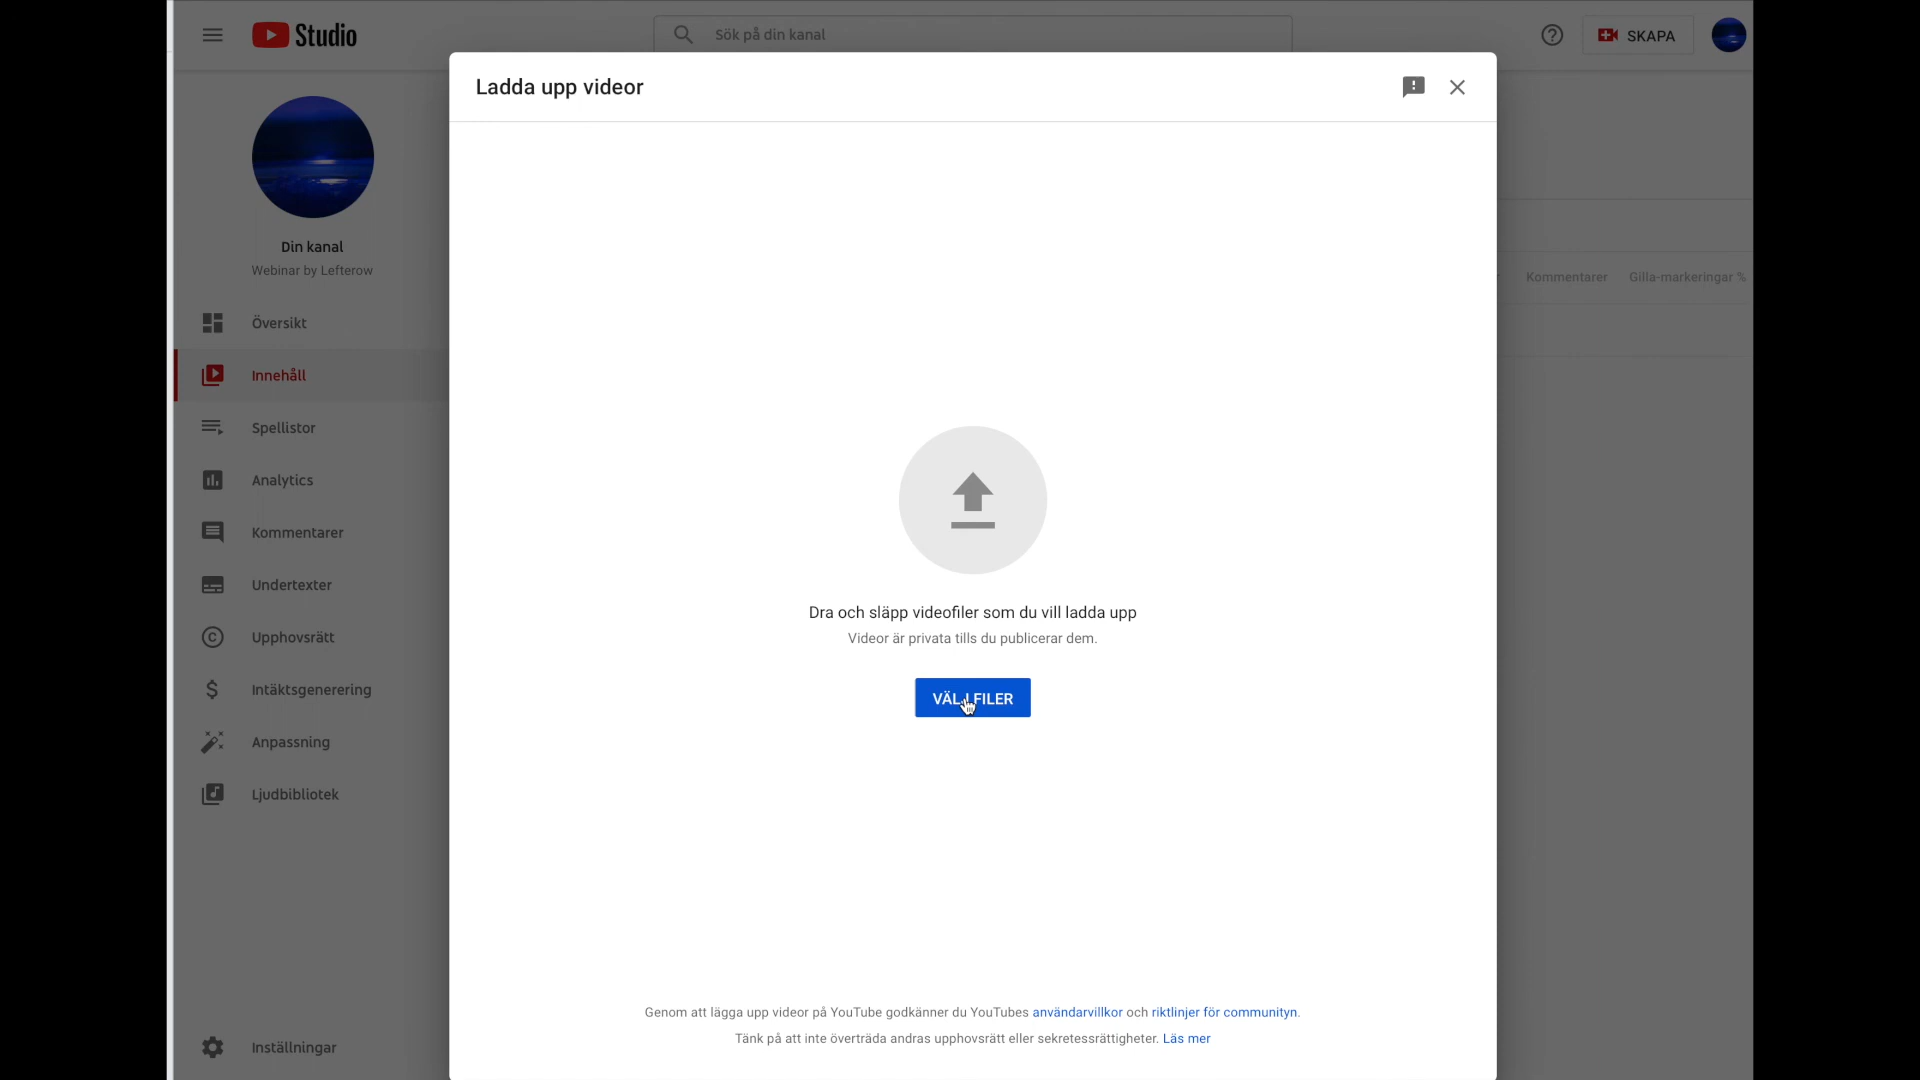 Studio
Sök på din kanal
SKAPA
Ladda upp videor
Din kanal
Webinar by Lefterow
Översikt
Innehåll
Spellistor
Analytics
Kommentarer
Undertexter
Upphovsrätt
Intäktsgenerering
Anpassning
Ljudbibliotek
Inställningar
Kommentarer
Gilla-markeringar %
Dra och släpp videofiler som du vill ladda upp
Videor är privata tills du publicerar dem.
VÄLJ FILER
Genom att lägga upp videor på YouTube godkänner du YouTubes användarvillkor och riktlinjer för communityn.
Tänk på att inte överträda andras upphovsrätt eller sekretessrättigheter. Läs mer